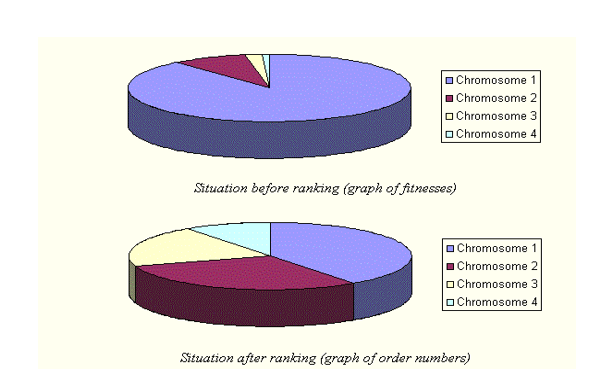 Chromosome 1
Chromosome 2
Chromosome 3
Chromosome 4
Situation before ranking (graph of fitnesses)
Chromosome 1
Chromosome 2
Chromosome 3
Chromosome 4
Situation after ranking (graph of order numbers)